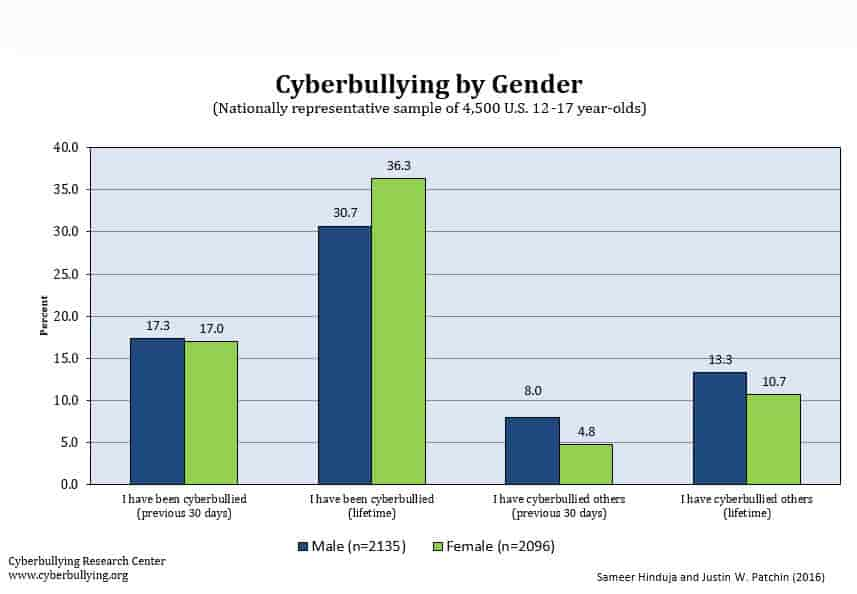 Cyberbullying by Gender
(Nationally representative sample of 4,500 U.S. 12-17 year-olds)
40.0
35.0
30.0
25.0
20.0
15.0
10.0
5.0
0.0
Percent
17.3
17.0
30.7
36.3
8.0
4.8
13.3
10.7
I have been cyberbullied
(previous 30 days)
I have been cyberbullied
(lifetime)
I have cyberbullied others
(previous 30 days)
I have cyberbullied others
(lifetime)
Male (n=2135)
Female (n=2096)
Cyberbullying Research Center
www.cyberbullying.org
Sameer Hinduja and Justin W. Patchin (2016)